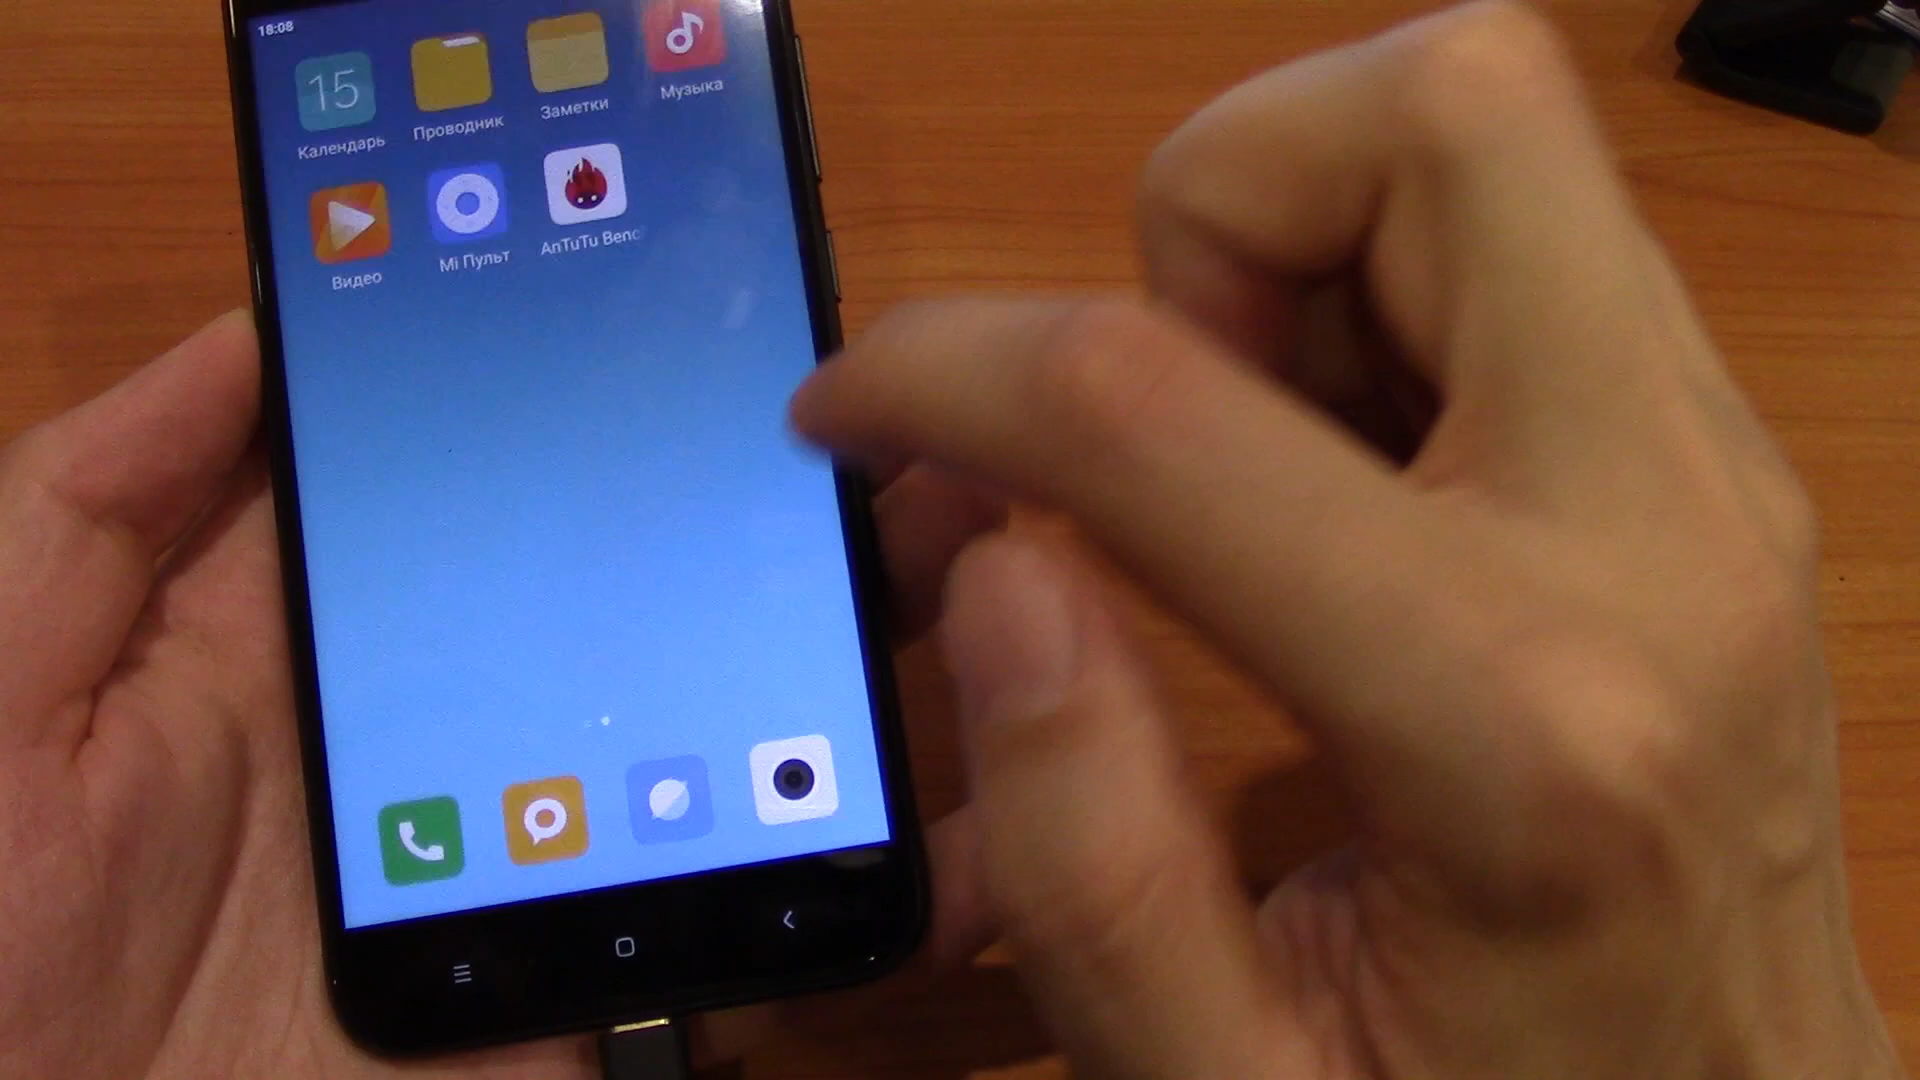 18:08
15
Календарь
Проводник
Заметки
Музыка
Видео
Mi Пульт
AnTuTu Benc